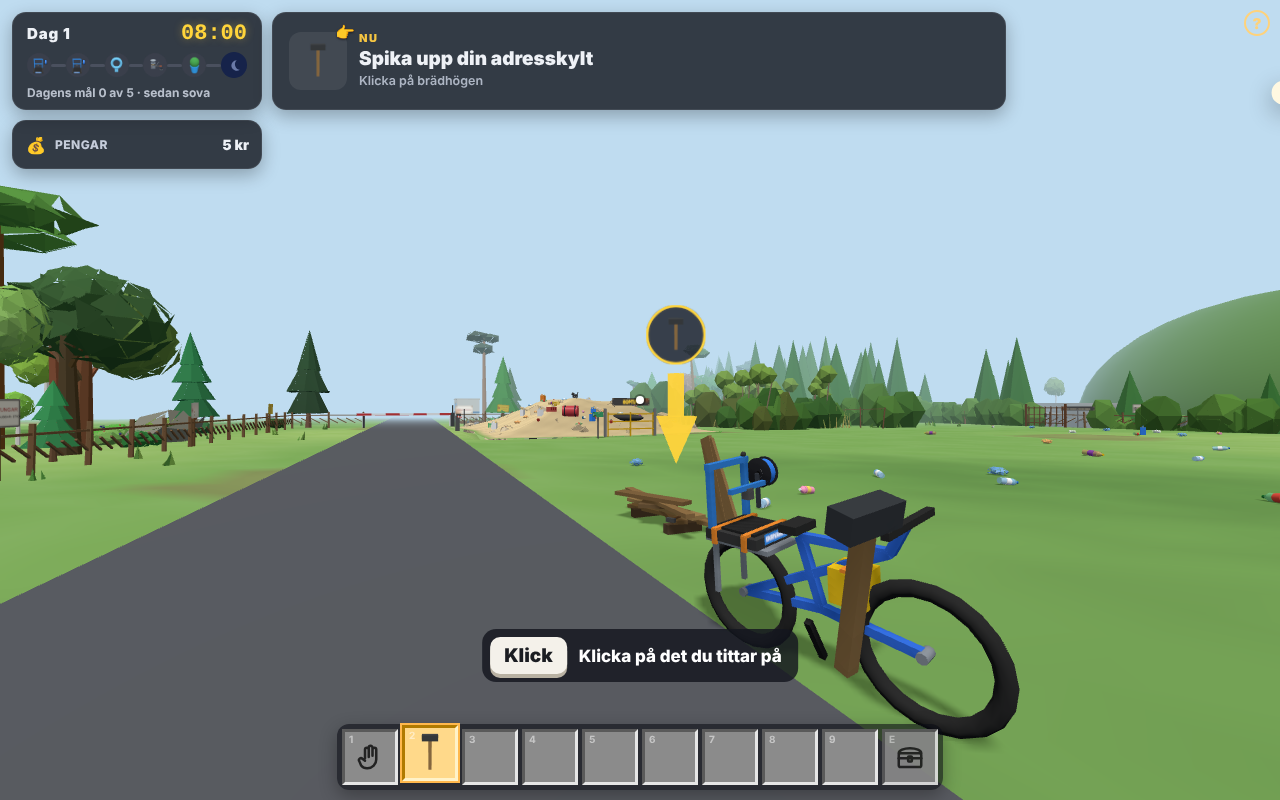 Dag 1
08:00
Dagens mål 0 av 5 · sedan sova
PENGAR
5 kr
NU
Spika upp din adresskylt
Klicka på brädhögen
Klick
Klicka på det du tittar på
1
2
3
4
5
6
7
8
9
E